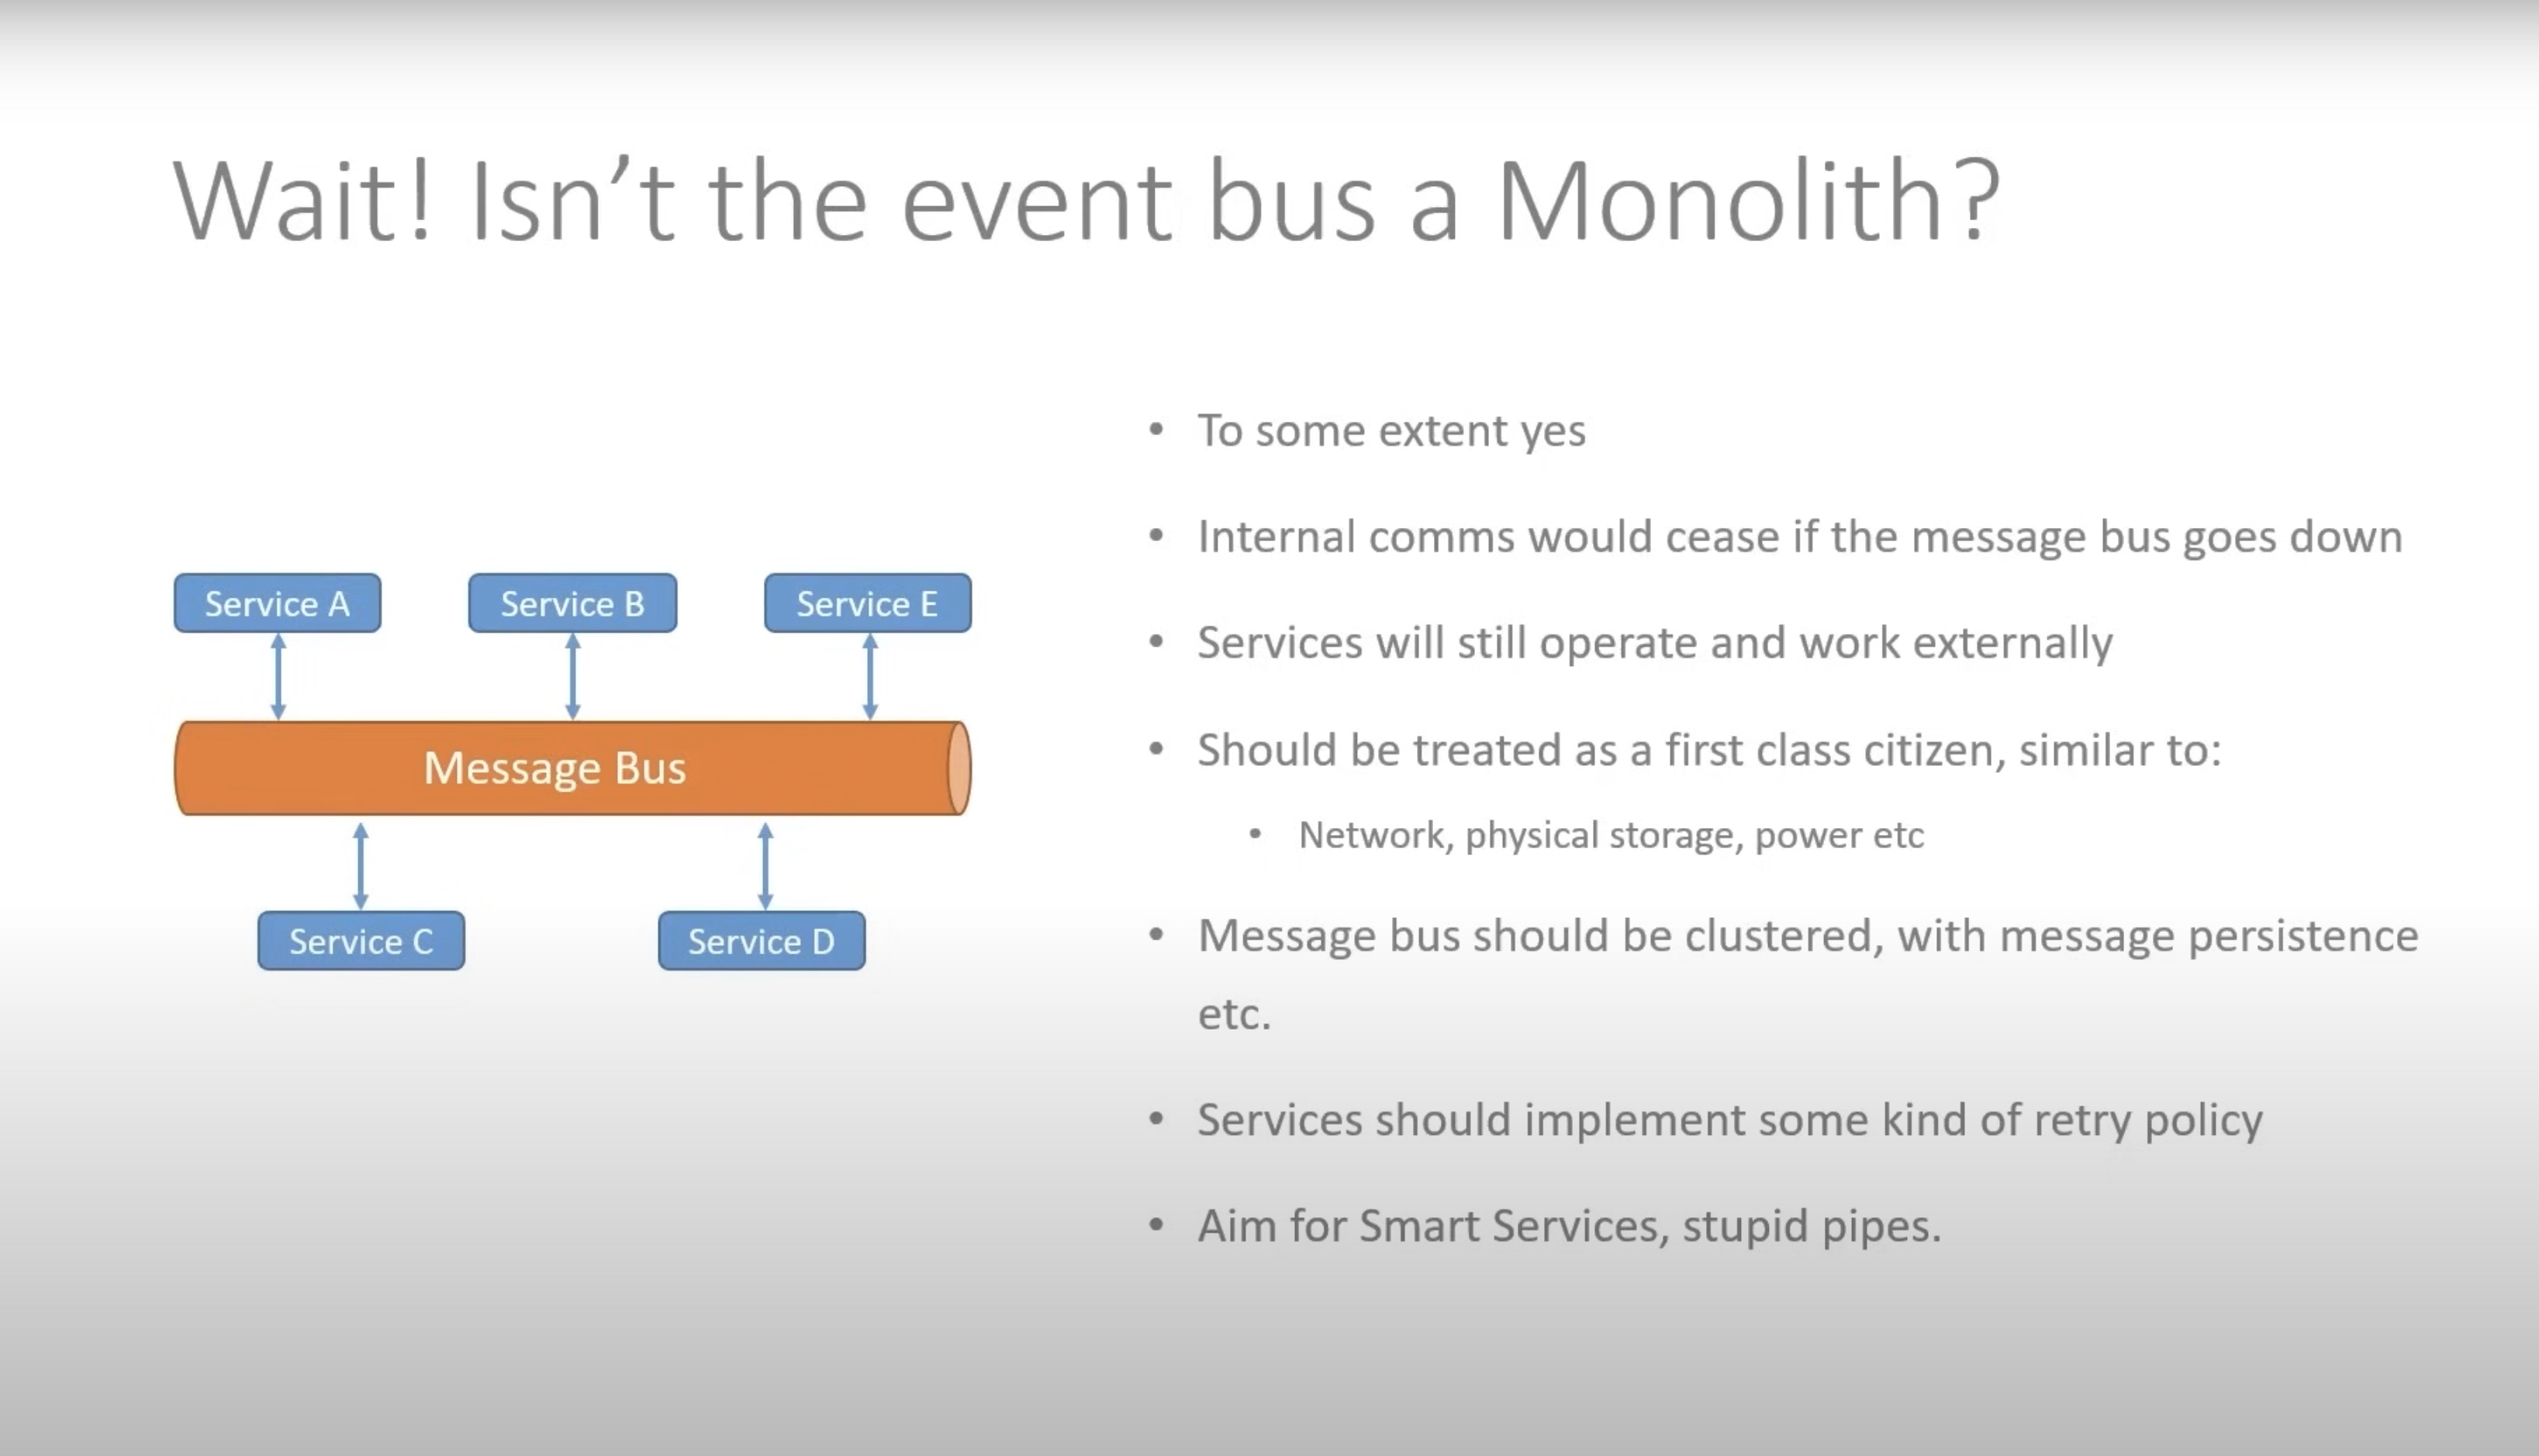 Wait! Isn’t the event bus a Monolith?
Service A
Service B
Service E
Message Bus
Service C
Service D
• To some extent yes
• Internal comms would cease if the message bus goes down
• Services will still operate and work externally
• Should be treated as a first class citizen, similar to:
• Network, physical storage, power etc
• Message bus should be clustered, with message persistence
etc.
• Services should implement some kind of retry policy
• Aim for Smart Services, stupid pipes.